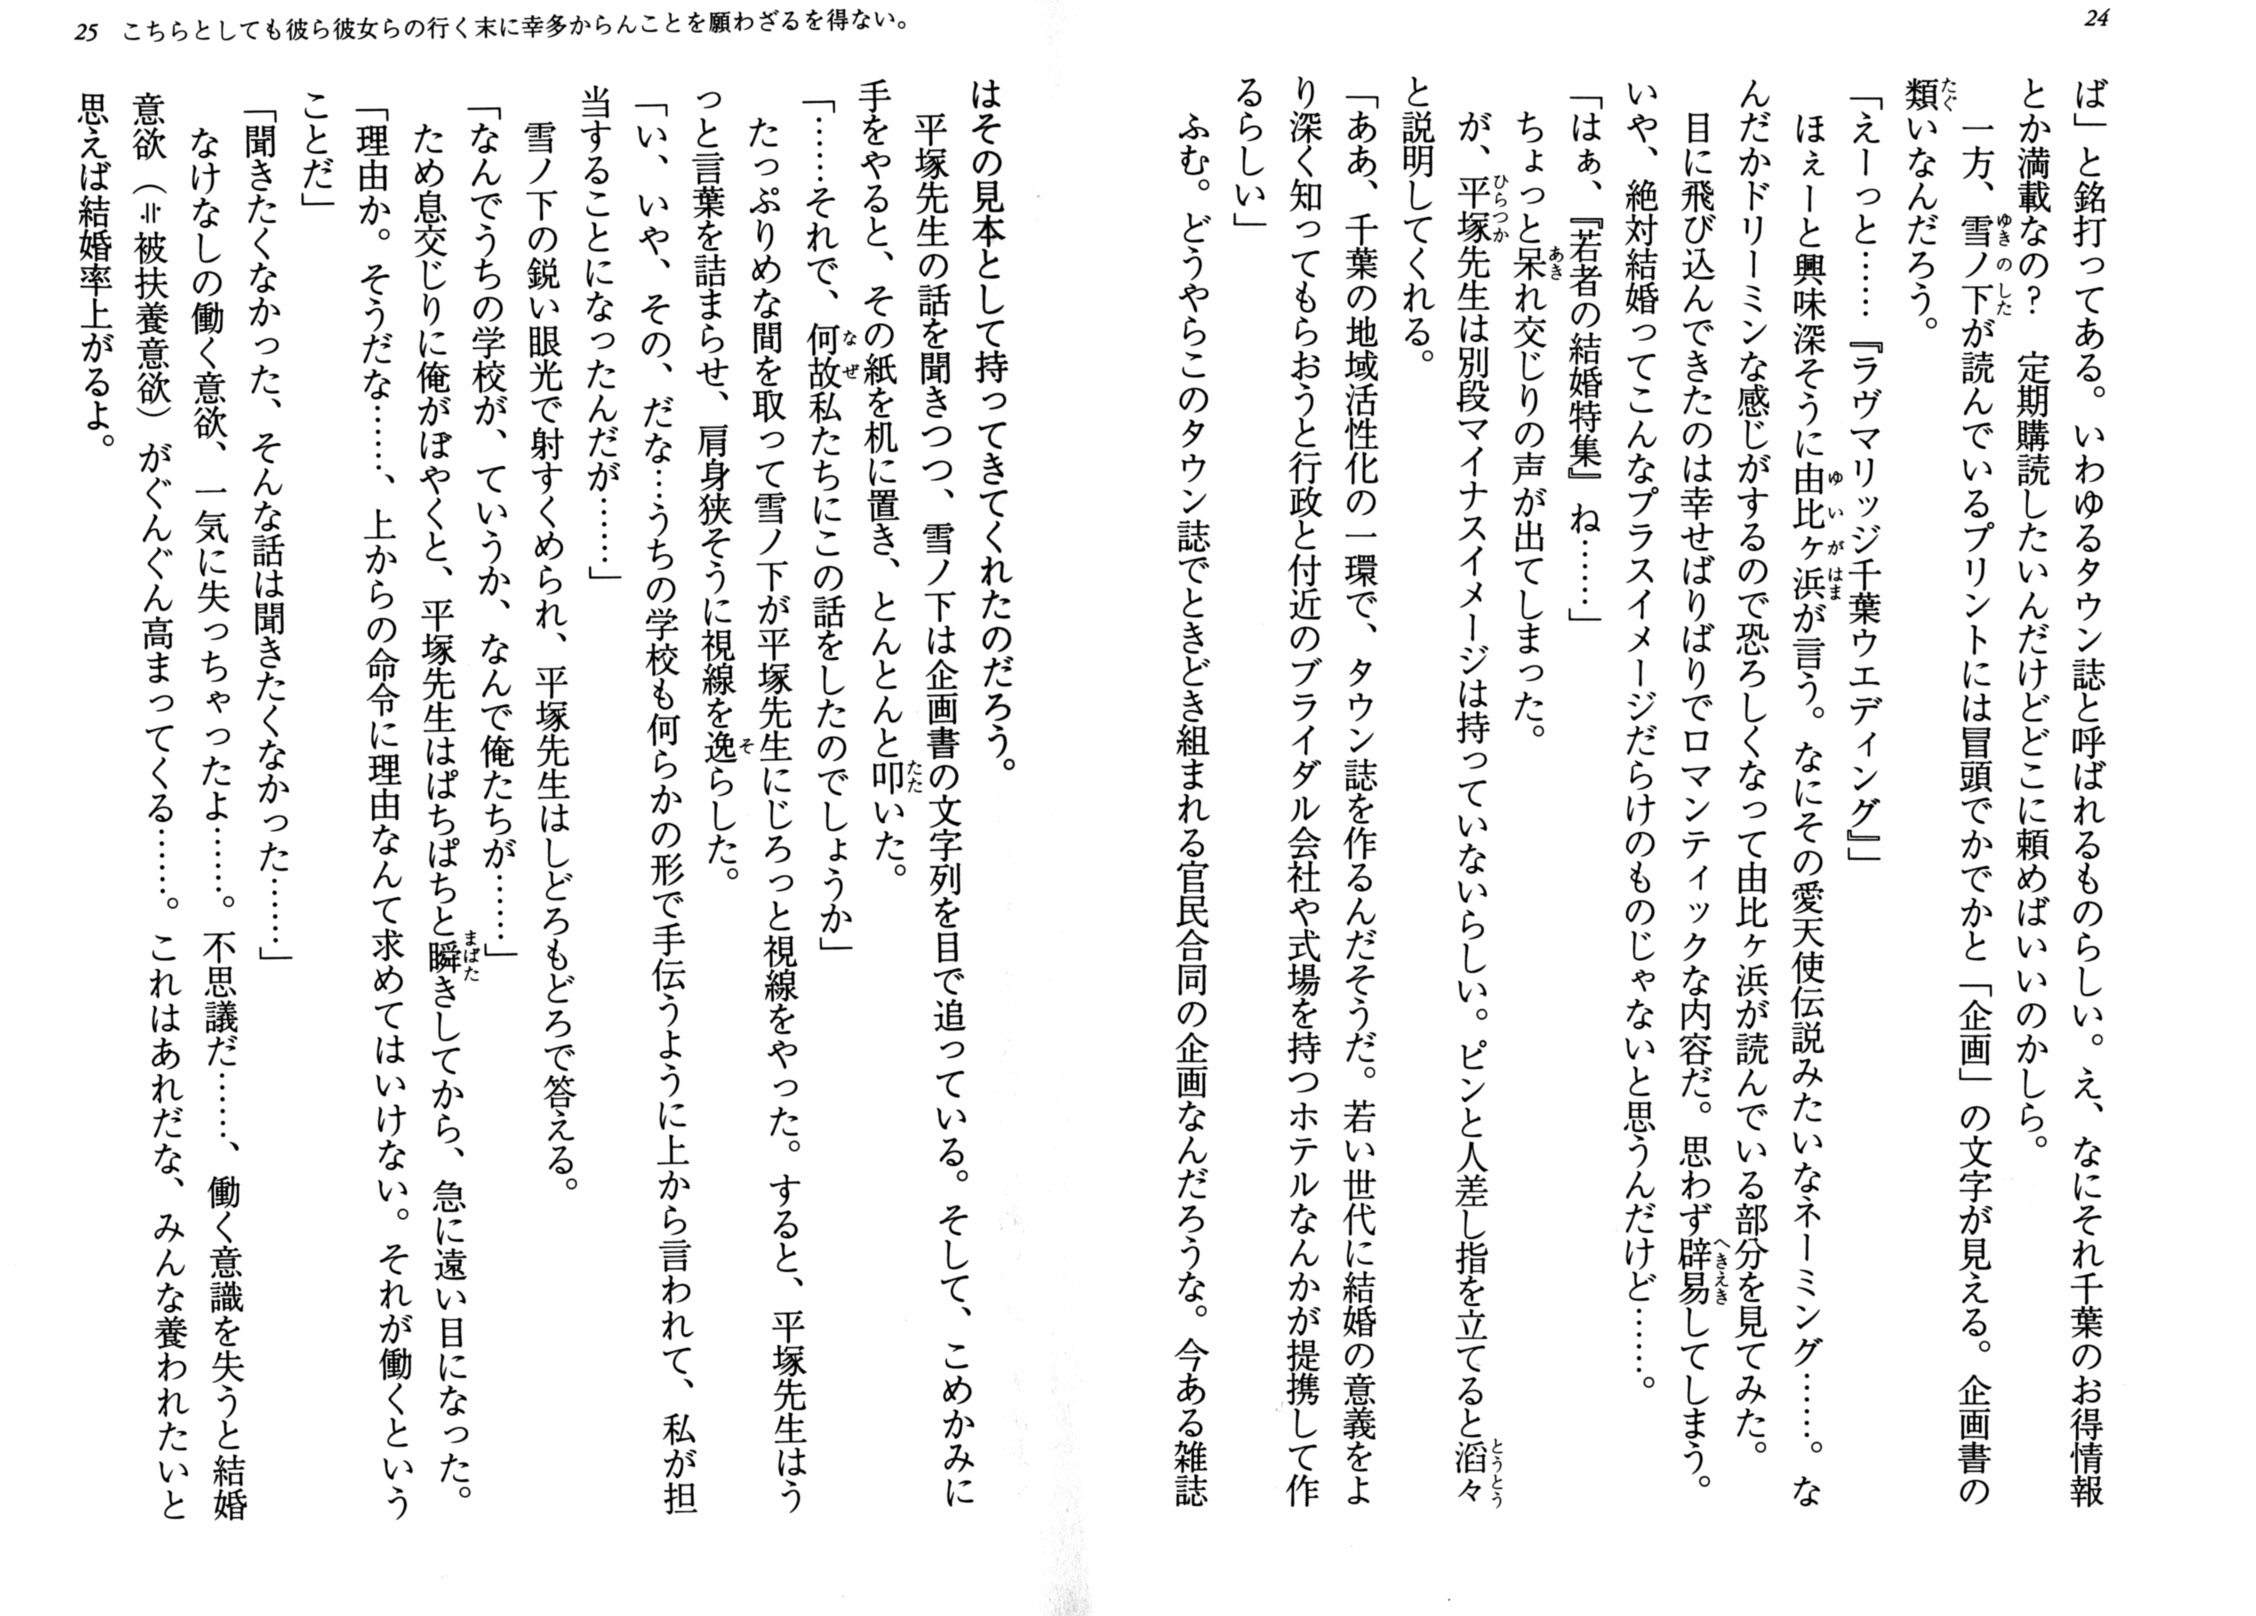 24
ば」と銘打ってある。いわゆるタウン誌と呼ばれるものらしい。え、なにそれ千葉のお得情報
とか満載なの？　定期購読したいんだけどどこに頼めばいいのかしら。
一方、雪ノ下が読んでいるプリントには冒頭でかでかと「企画」の文字が見える。企画書の
類いなんだろう。
「えーっと……『ラヴマリッジ千葉ウエディング』」
ほぇーと興味深そうに由比ヶ浜が言う。なにその愛天使伝説みたいなネーミング……。な
んだかドリーミンな感じがするので恐ろしくなって由比ヶ浜が読んでいる部分を見てみた。
目に飛び込んできたのは幸せばりばりでロマンティックな内容だ。思わず辟易してしまう。
いや、絶対結婚ってこんなプラスイメージだらけのものじゃないと思うんだけど……。
「はぁ、『若者の結婚特集』ね……」
ちょっと呆れ交じりの声が出てしまった。
が、平塚先生は別段マイナスイメージは持っていないらしい。ピンと人差し指を立てると滔々
と説明してくれる。
「ああ、千葉の地域活性化の一環で、タウン誌を作るんだそうだ。若い世代に結婚の意義をよ
り深く知ってもらおうと行政と付近のブライダル会社や式場を持つホテルなんかが提携して作
るらしい」
ふむ。どうやらこのタウン誌でときどき組まれる官民合同の企画なんだろうな。今ある雑誌
25　こちらとしても彼ら彼女らの行く末に幸多からんことを願わざるを得ない。
はその見本として持ってきてくれたのだろう。
平塚先生の話を聞きつつ、雪ノ下は企画書の文字列を目で追っている。そして、こめかみに
手をやると、その紙を机に置き、とんとんと叩いた。
「……それで、何故私たちにこの話をしたのでしょうか」
たっぷりめな間を取って雪ノ下が平塚先生にじろっと視線をやった。すると、平塚先生はう
っと言葉を詰まらせ、肩身狭そうに視線を逸らした。
「い、いや、その、だな…うちの学校も何らかの形で手伝うように上から言われて、私が担
当することになったんだが……」
雪ノ下の鋭い眼光で射すくめられ、平塚先生はしどろもどろで答える。
「なんでうちの学校が、ていうか、なんで俺たちが……」
ため息交じりに俺がぼやくと、平塚先生はぱちぱちと瞬きしてから、急に遠い目になった。
「理由か。そうだな……、上からの命令に理由なんて求めてはいけない。それが働くという
ことだ」
「聞きたくなかった、そんな話は聞きたくなかった……」
なけなしの働く意欲、一気に失っちゃったよ……。不思議だ……、働く意識を失うと結婚
意欲（≒被扶養意欲）がぐんぐん高まってくる……。これはあれだな、みんな養われたいと
思えば結婚率上がるよ。